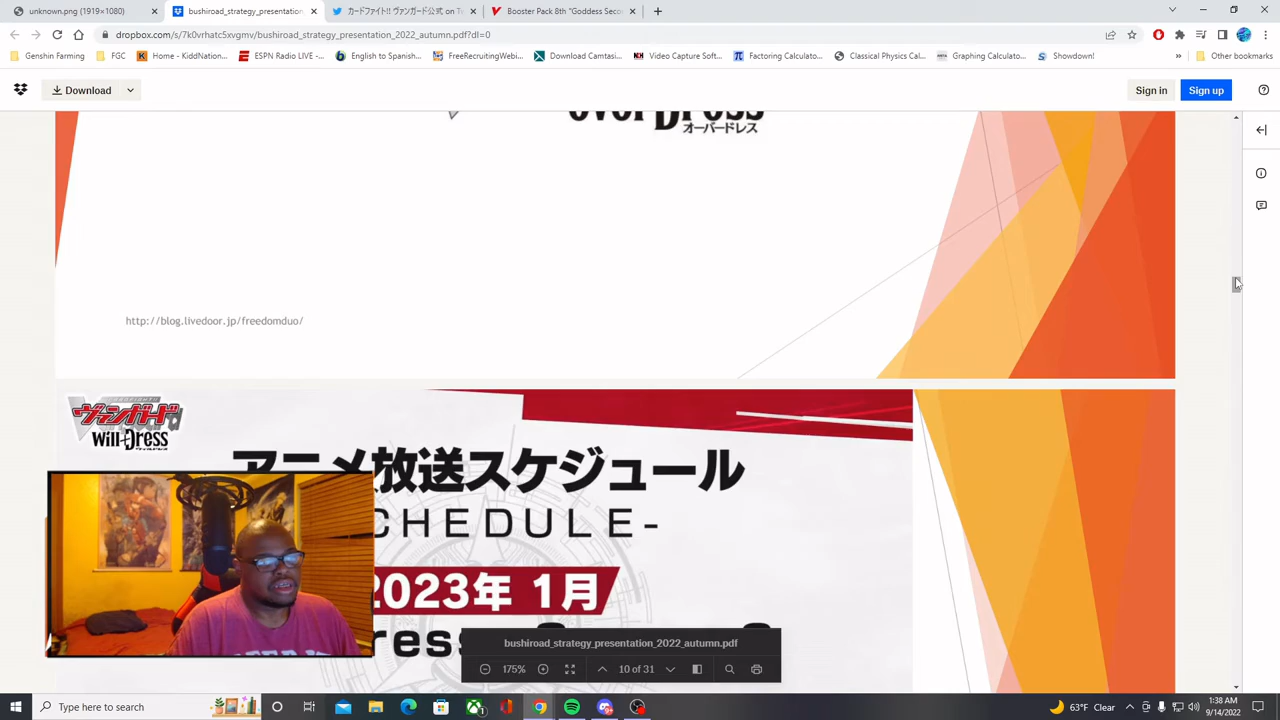 unknown.png (1919×1080)
bushiroad_strategy_presentation_
カードファイト!! ヴァンガード公式 on T
Booster Pack 8th "Goddess Secon
dropbox.com/s/7k0vrhatc5xvgmv/bushiroad_strategy_presentation_2022_autumn.pdf?dl=0
Genshin Farming
FGC
Home - KiddNation...
ESPN Radio LIVE -...
English to Spanish...
FreeRecruitingWebi...
Download Camtasi...
Video Capture Soft...
Factoring Calculato...
Classical Physics Cal...
Graphing Calculato...
Showdown!
»
Other bookmarks
Download
Sign in
Sign up
overDress
オーバードレス
http://blog.livedoor.jp/freedomduo/
ヴァンガード
will+Dress
アニメ放送スケジュール
CHEDULE-
2023年 1月
ress
bushiroad_strategy_presentation_2022_autumn.pdf
175%
10 of 31
Type here to search
63°F Clear
1:38 AM
9/14/2022